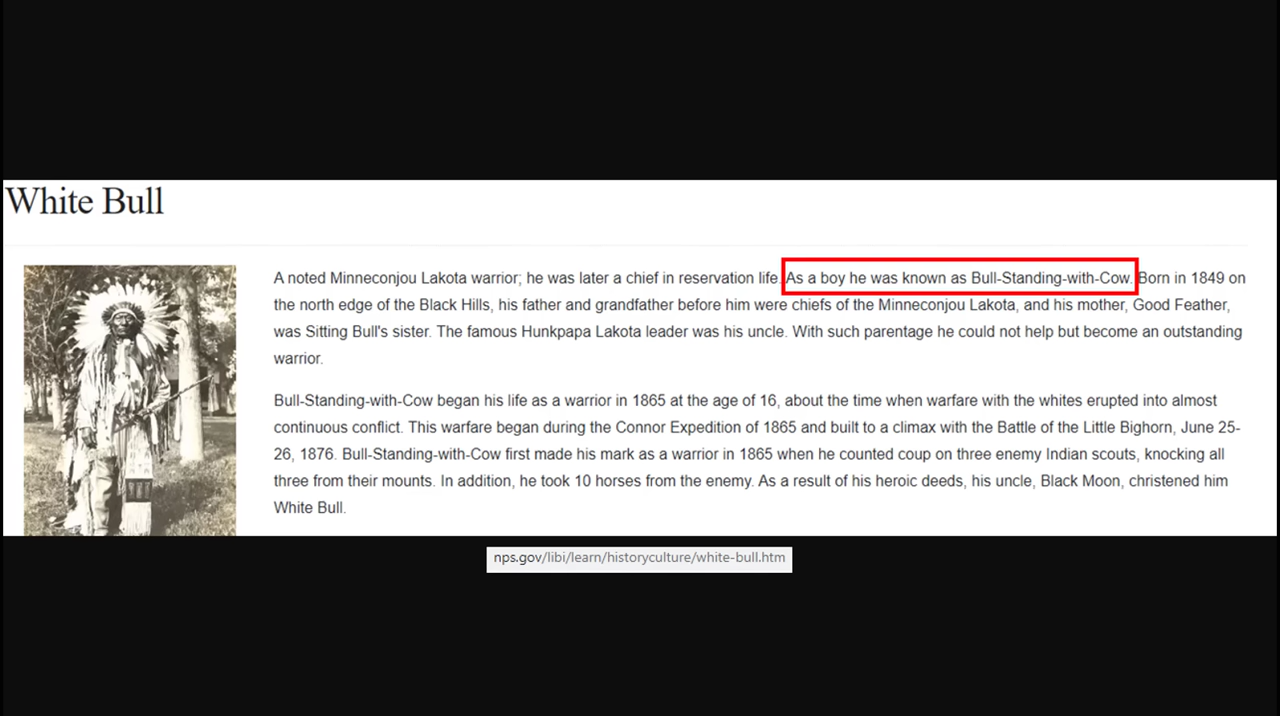 White Bull
A noted Minneconjou Lakota warrior; he was later a chief in reservation life. As a boy he was known as Bull-Standing-with-Cow. Born in 1849 on
the north edge of the Black Hills, his father and grandfather before him were chiefs of the Minneconjou Lakota, and his mother, Good Feather,
was Sitting Bull's sister. The famous Hunkpapa Lakota leader was his uncle. With such parentage he could not help but become an outstanding
warrior.
Bull-Standing-with-Cow began his life as a warrior in 1865 at the age of 16, about the time when warfare with the whites erupted into almost
continuous conflict. This warfare began during the Connor Expedition of 1865 and built to a climax with the Battle of the Little Bighorn, June 25-
26, 1876. Bull-Standing-with-Cow first made his mark as a warrior in 1865 when he counted coup on three enemy Indian scouts, knocking all
three from their mounts. In addition, he took 10 horses from the enemy. As a result of his heroic deeds, his uncle, Black Moon, christened him
White Bull.
nps.gov/libi/learn/historyculture/white-bull.htm